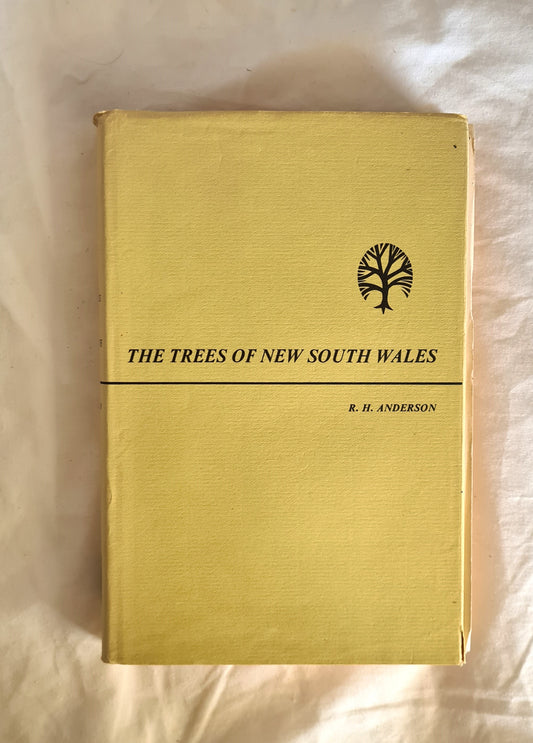 THE TREES OF NEW SOUTH WALES
R. H. ANDERSON